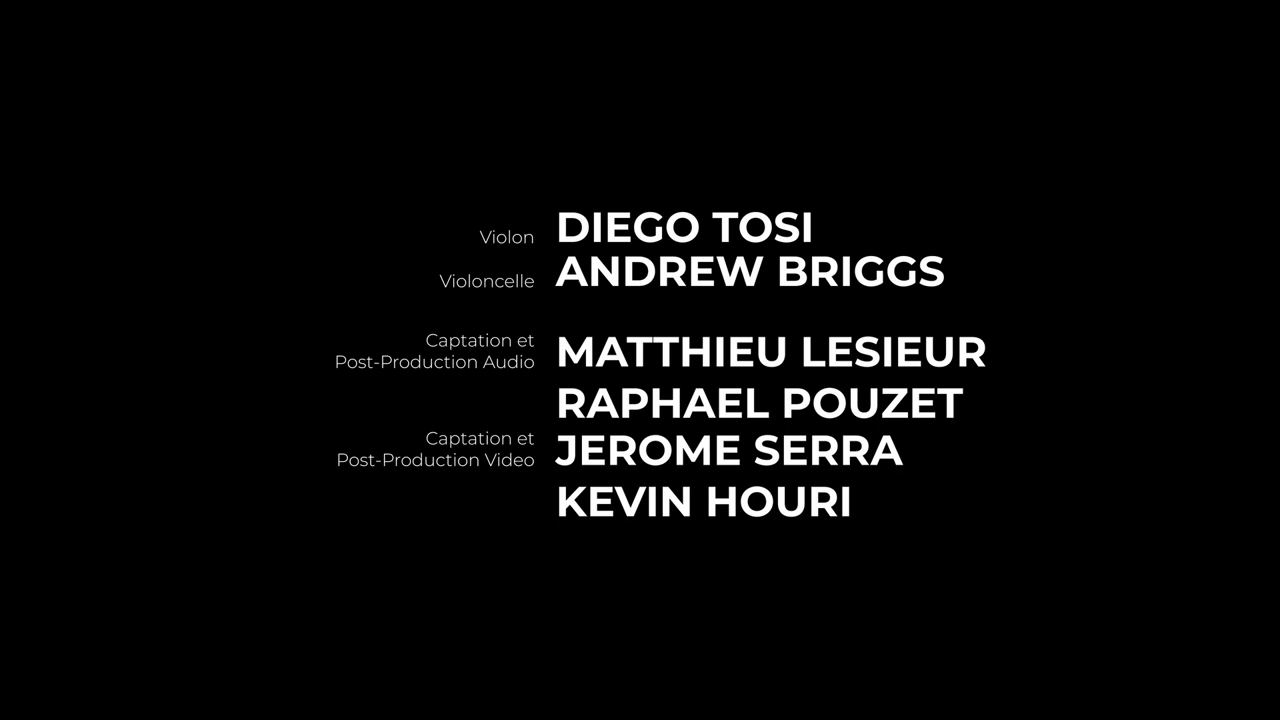 Violon DIEGO TOSI
Violoncelle ANDREW BRIGGS
Captation et
Post-Production Audio MATTHIEU LESIEUR
RAPHAEL POUZET
Captation et
Post-Production Video JEROME SERRA
KEVIN HOURI